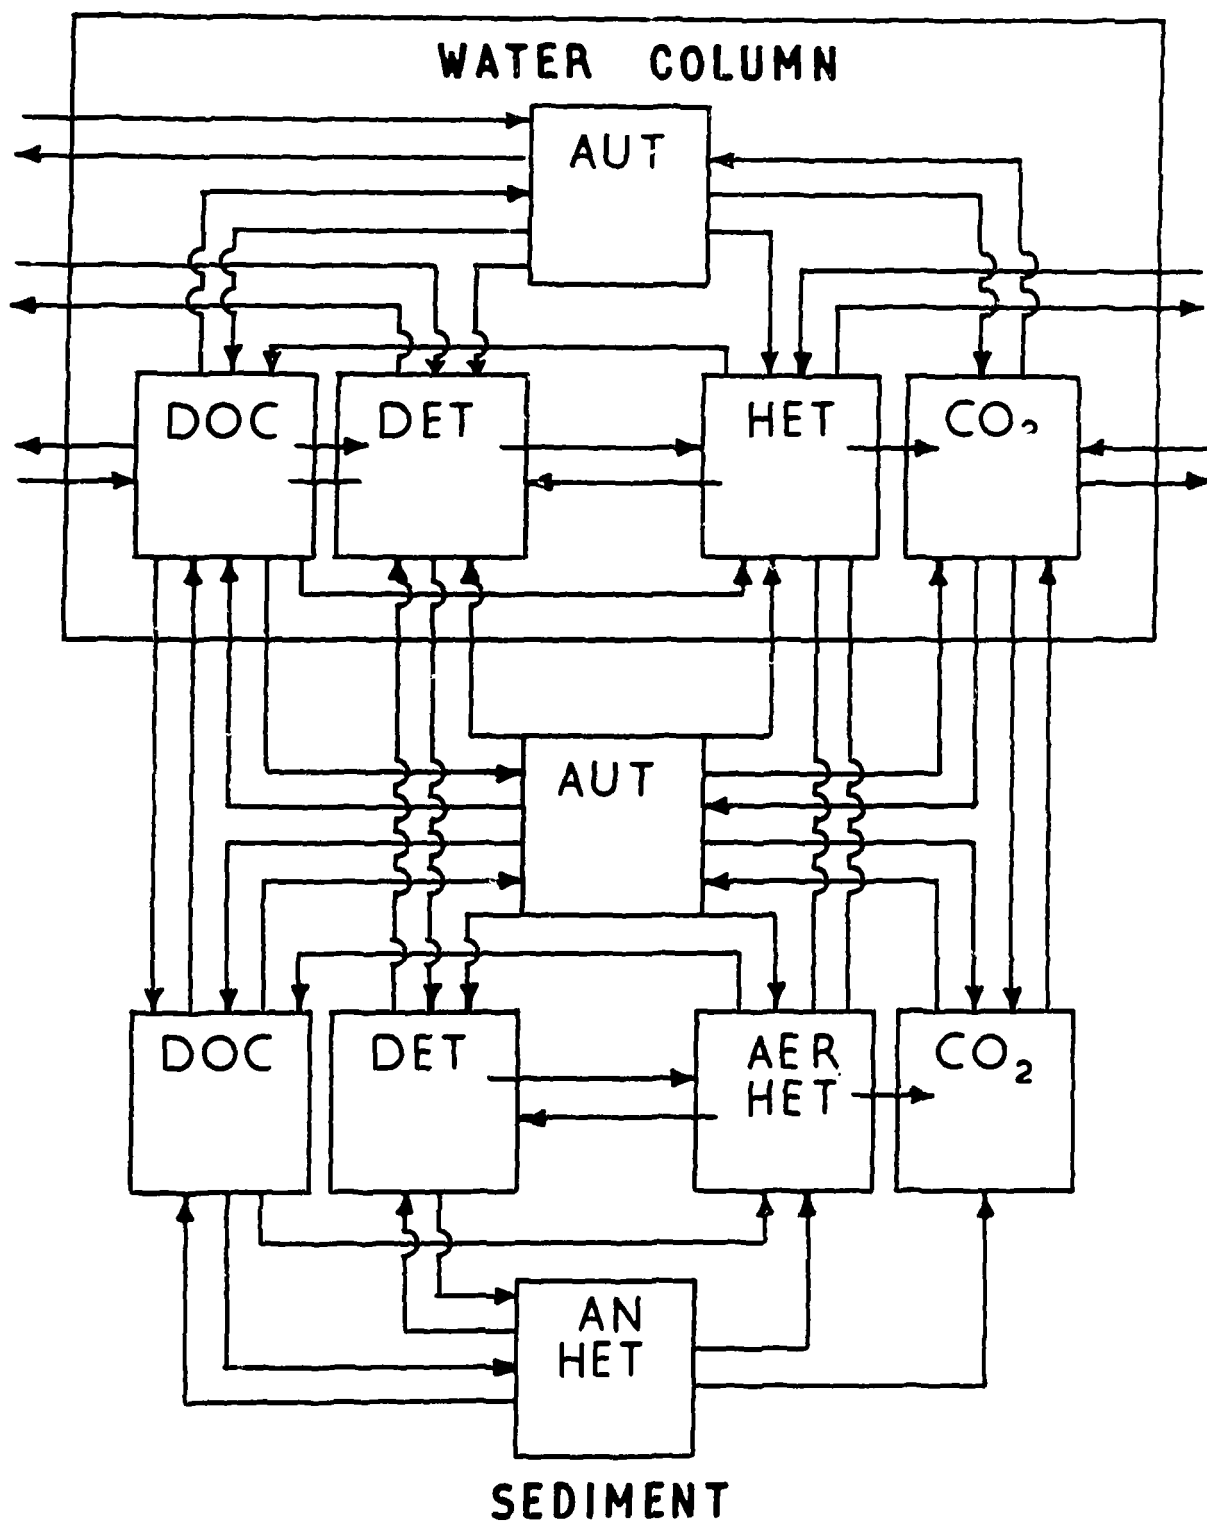 WATER COLUMN
AUT
DOC
DET
HET
CO₂
AUT
DOC
DET
AER
HET
CO₂
AN
HET
SEDIMENT